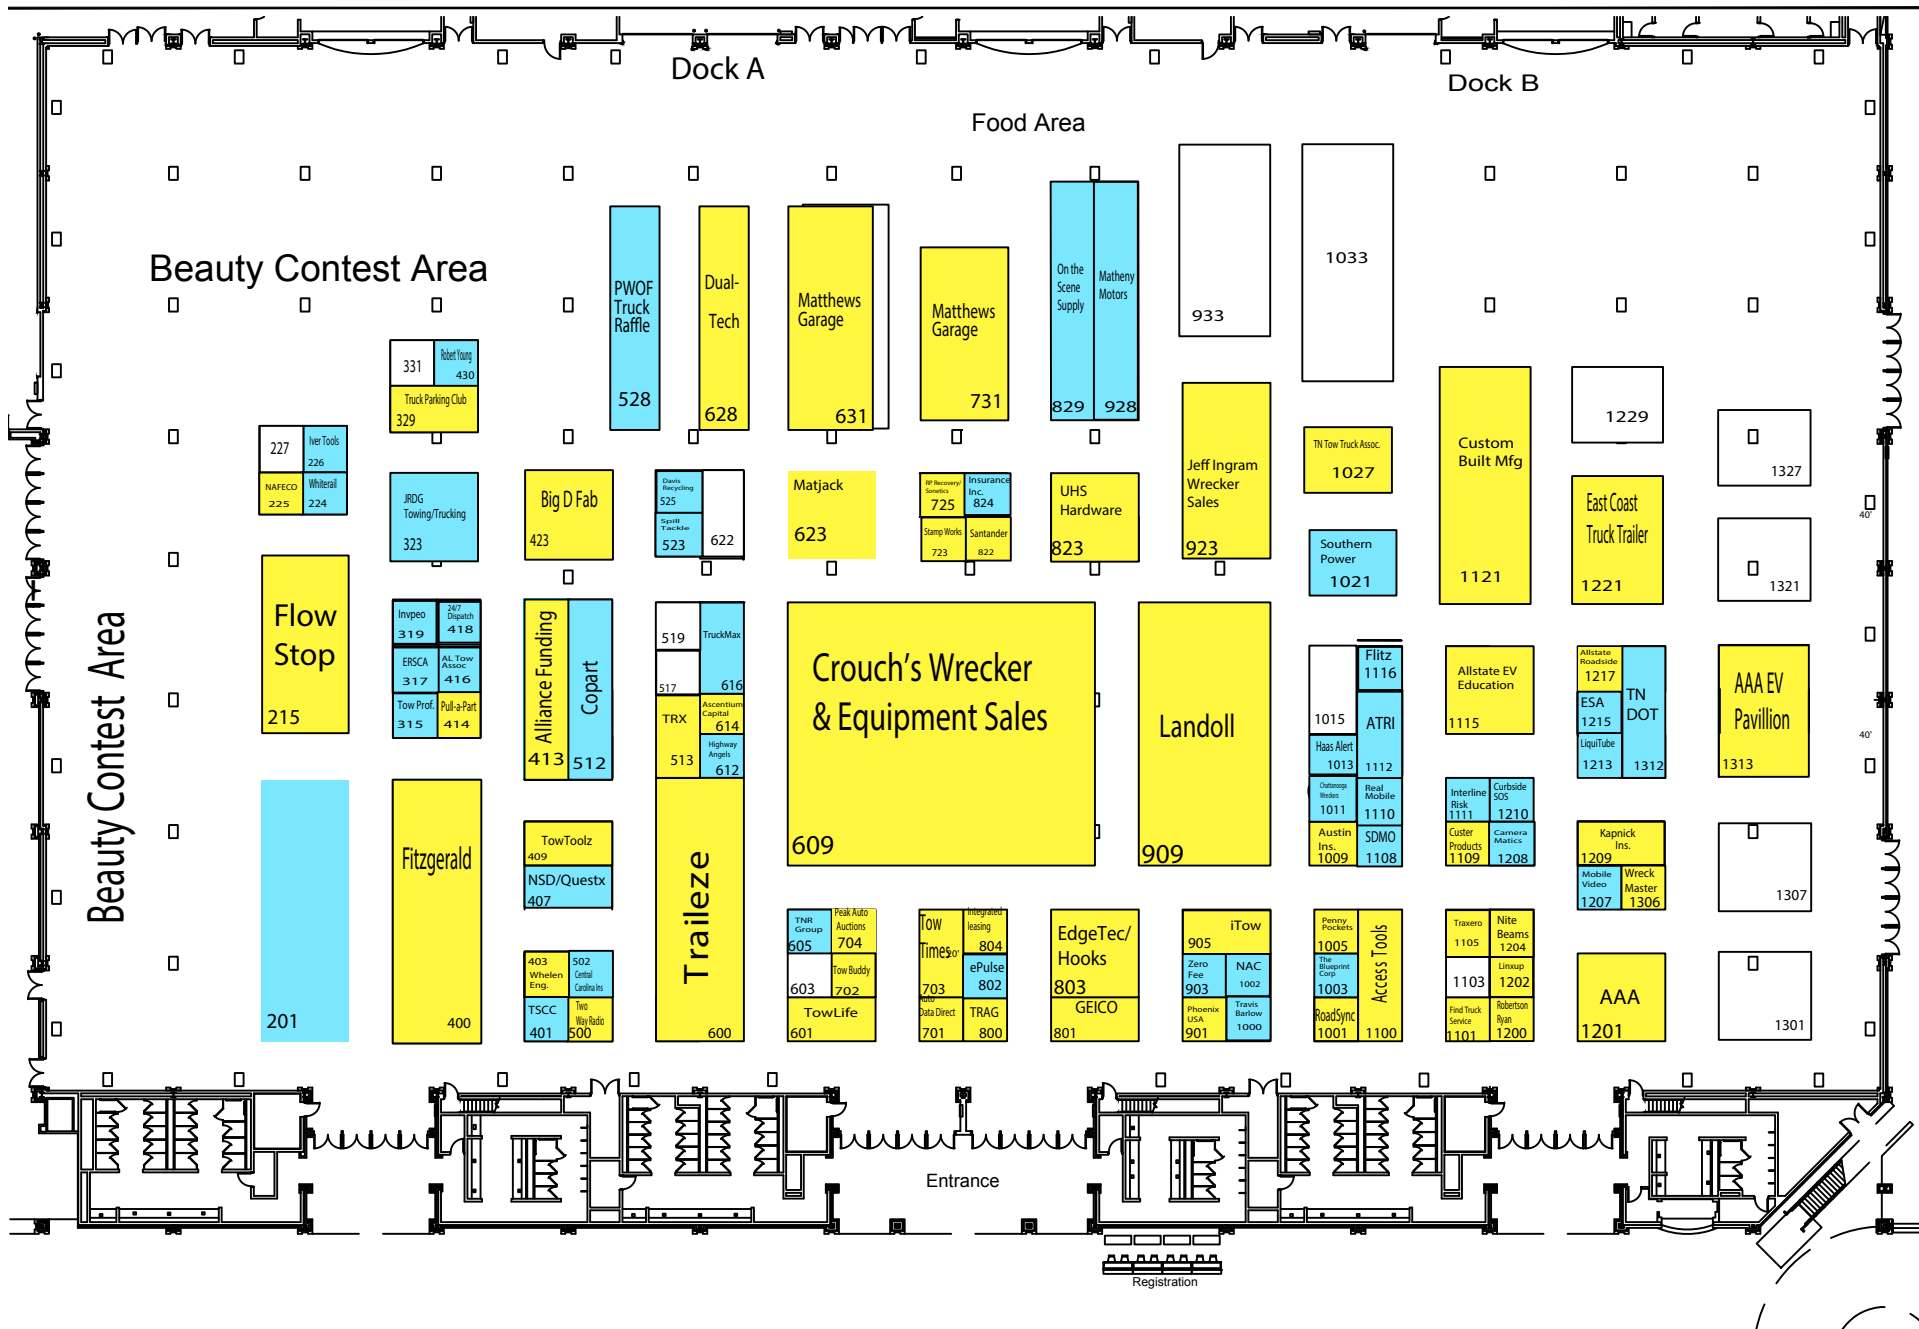 Dock A
Dock B
Food Area
Beauty Contest Area
Beauty Contest Area
PWOF
Truck
Raffle
528
Dual-
Tech
628
Matthews
Garage
631
Matthews
Garage
731
On the
Scene
Supply
829
Matheny
Motors
928
933
1033
331
Robert Young
430
Truck Parking Club
329
227
Iver Tools
226
NAFECO
225
Whiterail
224
JRDG
Towing/Trucking
323
Big D Fab
423
Davis
Recycling
525
Spill
Tackle
523
622
Matjack
623
RP Recovery/
Sonetics
725
Insurance
Inc.
824
Stamp Works
723
Santander
822
UHS
Hardware
823
Jeff Ingram
Wrecker
Sales
923
TN Tow Truck Assoc.
1027
Southern
Power
1021
Custom
Built Mfg
1121
1229
East Coast
Truck Trailer
1221
1327
40'
1321
Flow
Stop
215
Invpeo
319
24/7
Dispatch
418
ERSCA
317
AL Tow
Assoc
416
Tow Prof.
315
Pull-a-Part
414
Alliance Funding
413
Copart
512
519
TruckMax
616
517
TRX
513
Ascentium
Capital
614
Highway
Angels
612
Crouch's Wrecker
& Equipment Sales
609
Landoll
909
1015
Flitz
1116
ATRI
1112
Haas Alert
1013
Chattanooga
Wreckers
1011
Real
Mobile
1110
Austin
Ins.
1009
SDMO
1108
Allstate EV
Education
1115
Allstate
Roadside
1217
ESA
1215
LiquiTube
1213
TN
DOT
1312
AAA EV
Pavillion
1313
40'
201
Fitzgerald
400
TowToolz
409
NSD/Questx
407
Traileze
600
Interline
Risk
1111
Curbside
SOS
1210
Custer
Products
1109
Camera
Matics
1208
Kapnick
Ins.
1209
Mobile
Video
1207
Wreck
Master
1306
1307
403
Whelen
Eng.
502
Central
Carolina Ins
TSCC
401
Two
Way Radio
500
TNR
Group
605
Peak Auto
Auctions
704
603
Tow Buddy
702
TowLife
601
Tow
Times
20'
703
Integrated
leasing
804
ePulse
802
Auto
Data Direct
701
TRAG
800
EdgeTec/
Hooks
803
GEICO
801
iTow
905
Zero
Fee
903
NAC
1002
Phoenix
USA
901
Travis
Barlow
1000
Penny
Pockets
1005
The
Blueprint
Corp
1003
RoadSync
1001
Access Tools
1100
Traxero
1105
Nite
Beams
1204
1103
Linxup
1202
Find Truck
Service
1101
Robertson
Ryan
1200
AAA
1201
1301
Entrance
Registration